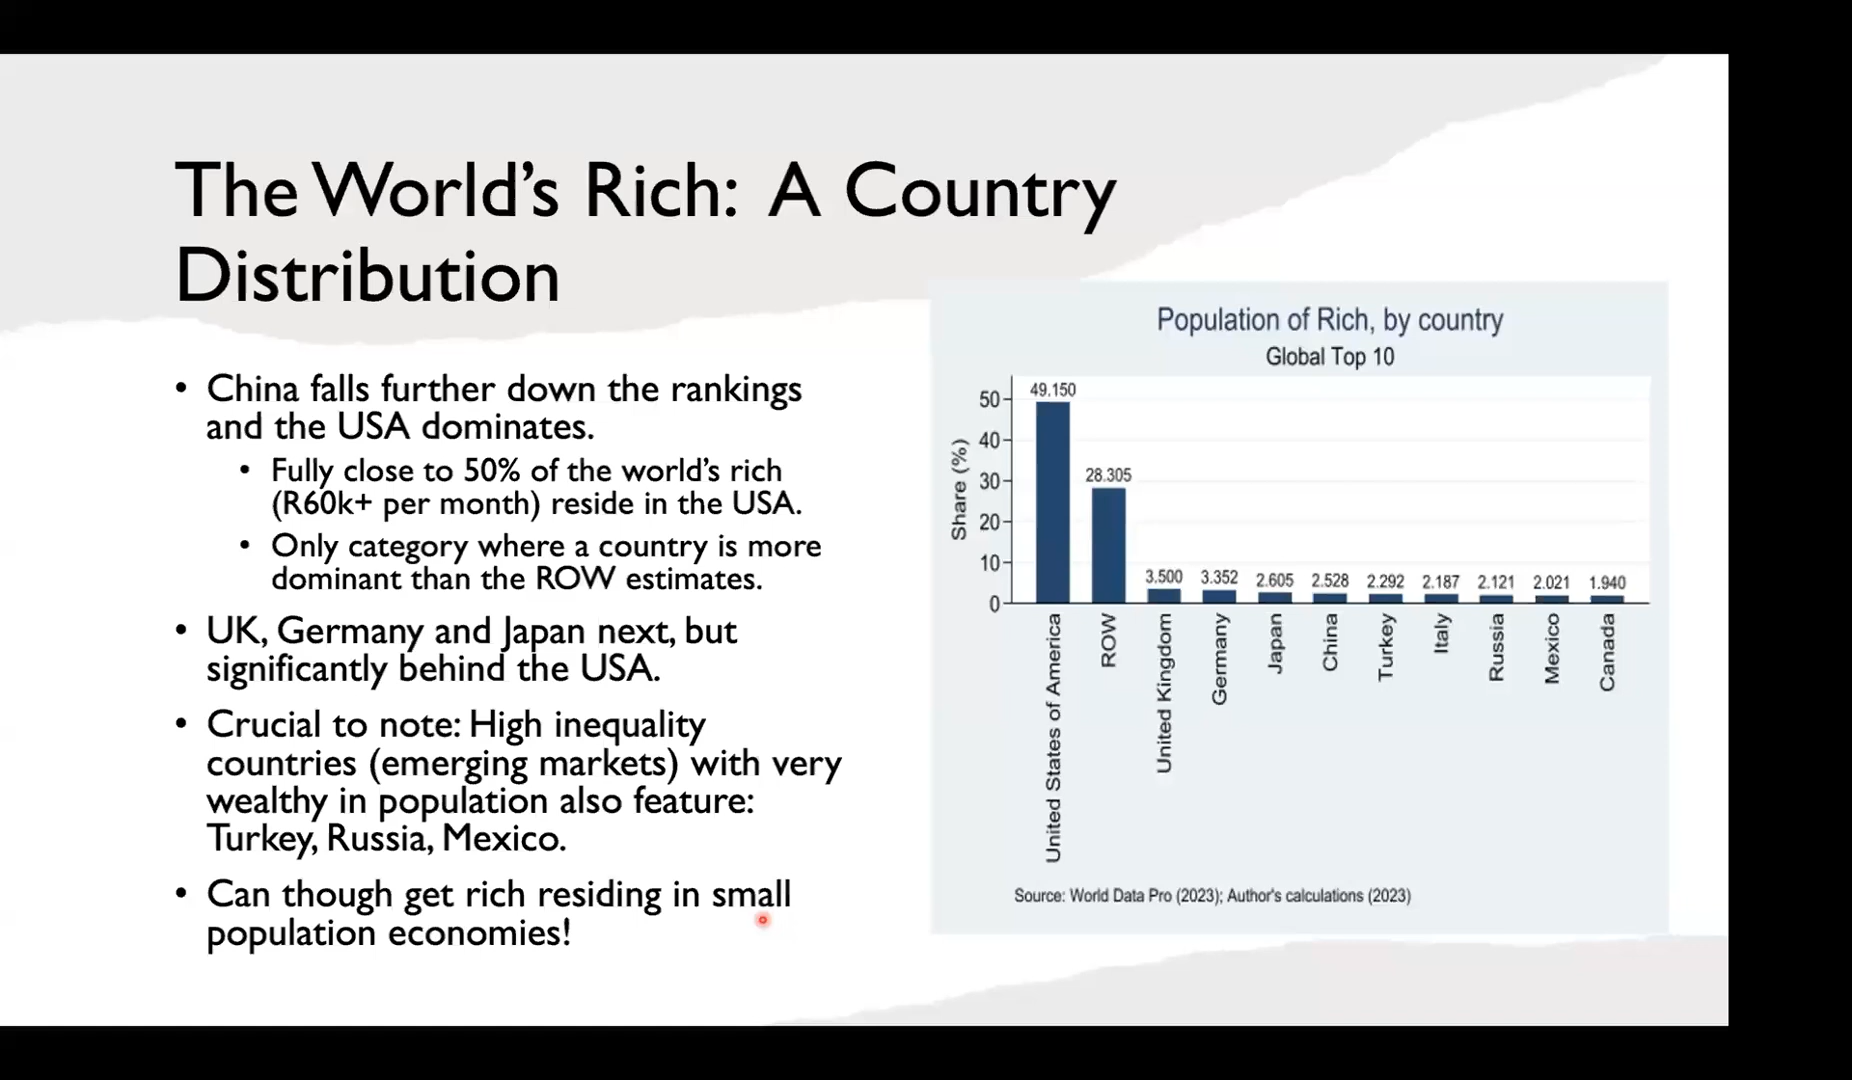 The World's Rich: A Country
Distribution
• China falls further down the rankings
and the USA dominates.
• Fully close to 50% of the world's rich
(R60k+ per month) reside in the USA.
• Only category where a country is more
dominant than the ROW estimates.
• UK, Germany and Japan next, but
significantly behind the USA.
• Crucial to note: High inequality
countries (emerging markets) with very
wealthy in population also feature:
Turkey, Russia, Mexico.
• Can though get rich residing in small
population economies!
Population of Rich, by country
Global Top 10
Share (%)
50
40
30
20
10
0
49.150
28.305
3.500
3.352
2.605
2.528
2.292
2.187
2.121
2.021
1.940
United States of America
ROW
United Kingdom
Germany
Japan
China
Turkey
Italy
Russia
Mexico
Canada
Source: World Data Pro (2023); Author's calculations (2023)